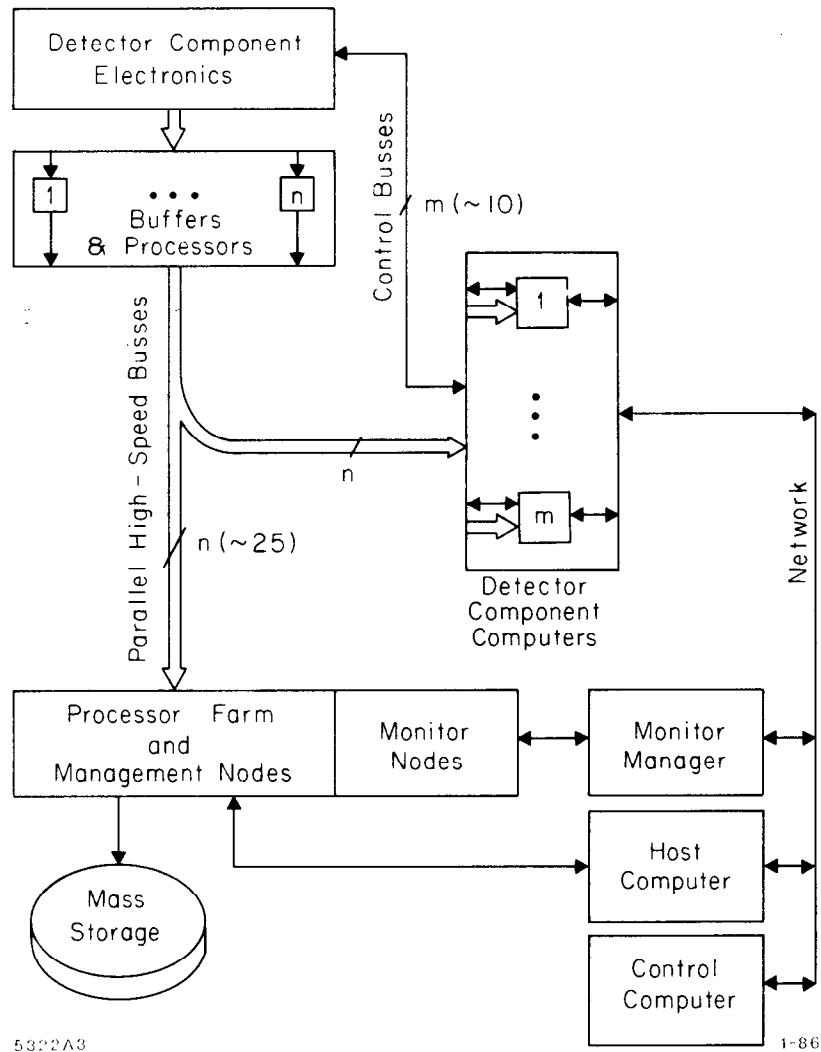 Detector Component
Electronics
1
• • •
n
Buffers
& Processors
Control Busses
m (~10)
1
m
Detector
Component
Computers
Parallel High-Speed Busses
n
n (~25)
Network
Processor Farm
and
Management Nodes
Monitor
Nodes
Monitor
Manager
Host
Computer
Mass
Storage
Control
Computer
5322A3
1-86